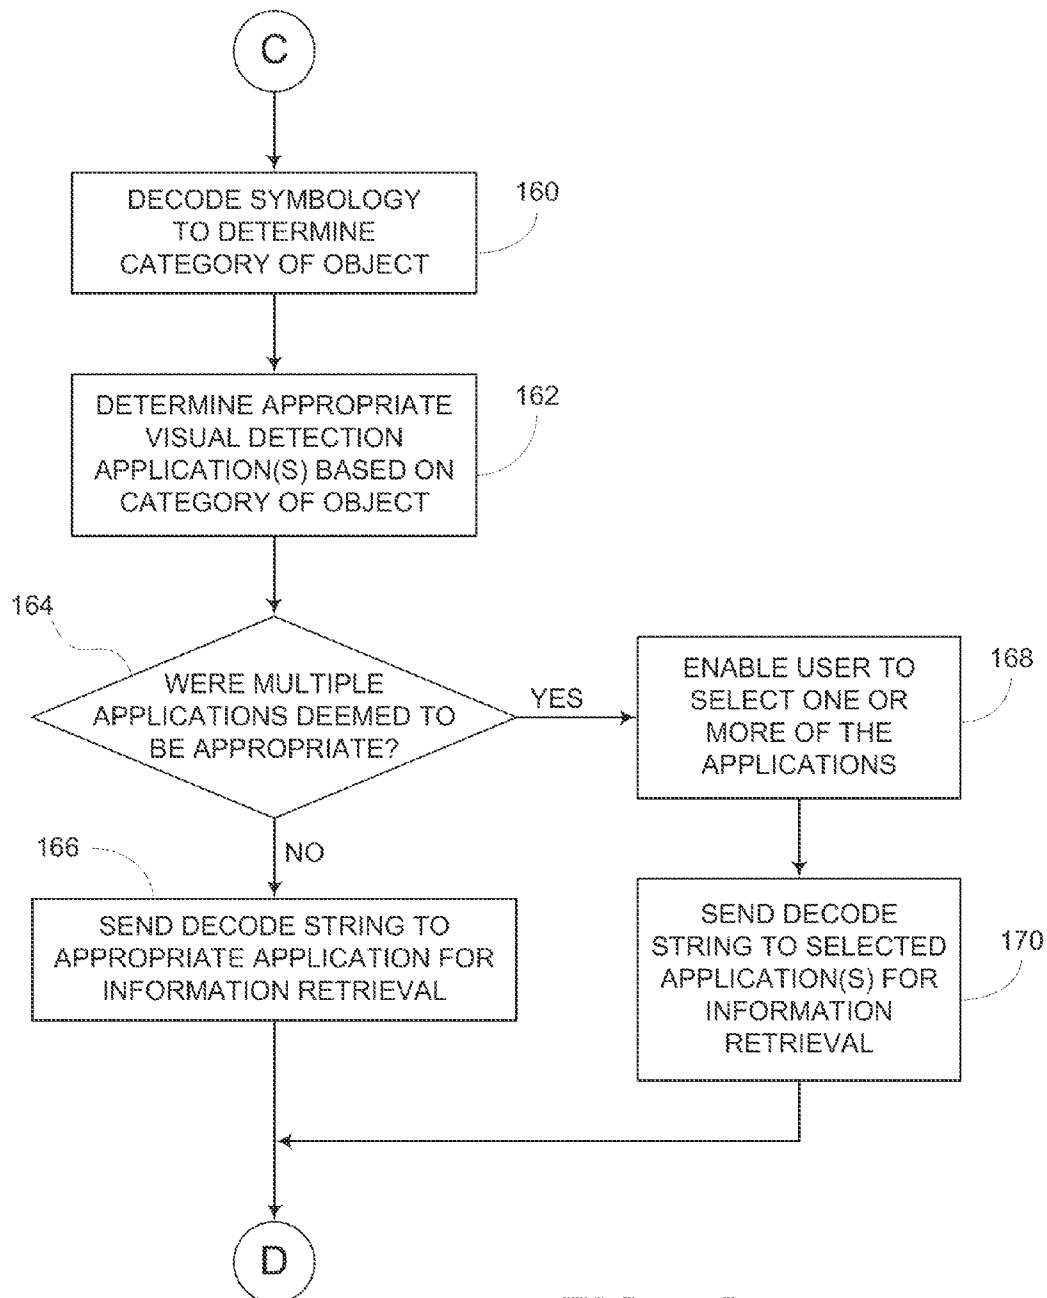 C
DECODE SYMBOLOGY
TO DETERMINE
CATEGORY OF OBJECT
160
DETERMINE APPROPRIATE
VISUAL DETECTION
APPLICATION(S) BASED ON
CATEGORY OF OBJECT
162
164
WERE MULTIPLE
APPLICATIONS DEEMED TO
BE APPROPRIATE?
YES
ENABLE USER TO
SELECT ONE OR
MORE OF THE
APPLICATIONS
168
NO
166
SEND DECODE STRING TO
APPROPRIATE APPLICATION FOR
INFORMATION RETRIEVAL
SEND DECODE
STRING TO SELECTED
APPLICATION(S) FOR
INFORMATION
RETRIEVAL
170
D